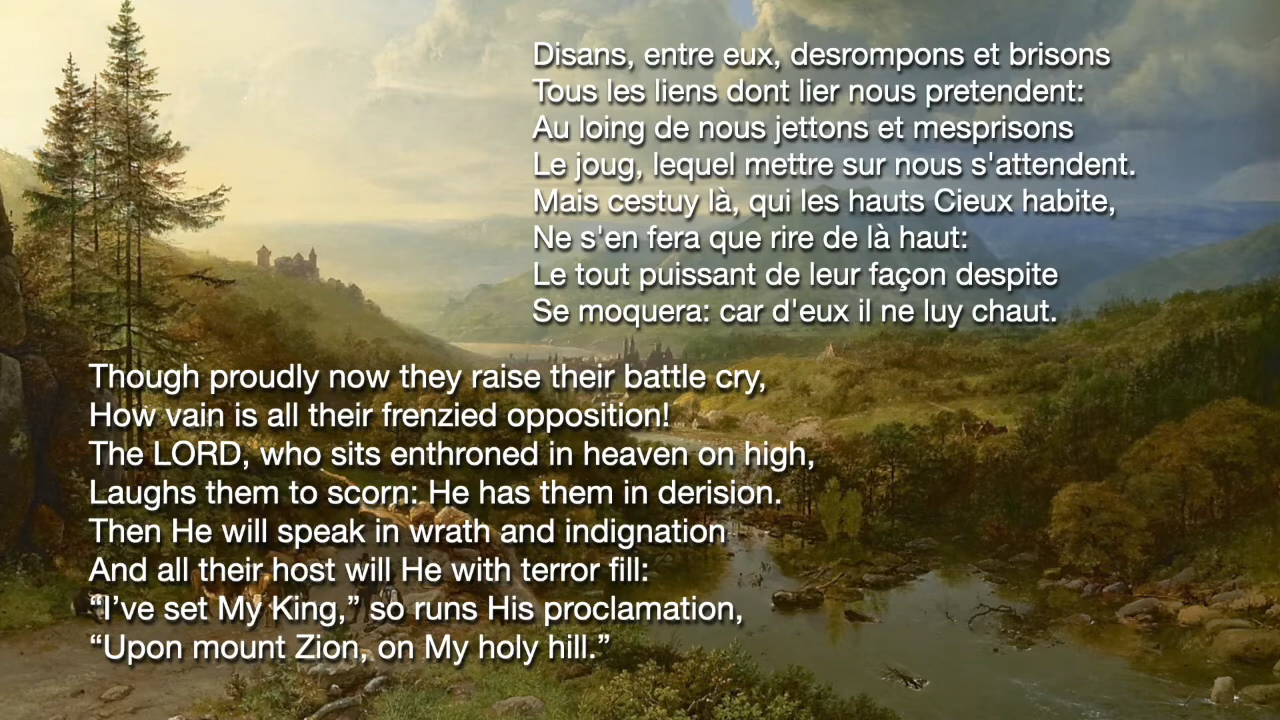 Disans, entre eux, desrompons et brisons
Tous les liens dont lier nous pretendent:
Au loing de nous jettons et mesprisons
Le joug, lequel mettre sur nous s'attendent.
Mais cestuy là, qui les hauts Cieux habite,
Ne s'en fera que rire de là haut:
Le tout puissant de leur façon despite
Se moquera: car d'eux il ne luy chaut.
Though proudly now they raise their battle cry,
How vain is all their frenzied opposition!
The LORD, who sits enthroned in heaven on high,
Laughs them to scorn: He has them in derision.
Then He will speak in wrath and indignation
And all their host will He with terror fill:
“I’ve set My King,” so runs His proclamation,
“Upon mount Zion, on My holy hill.”